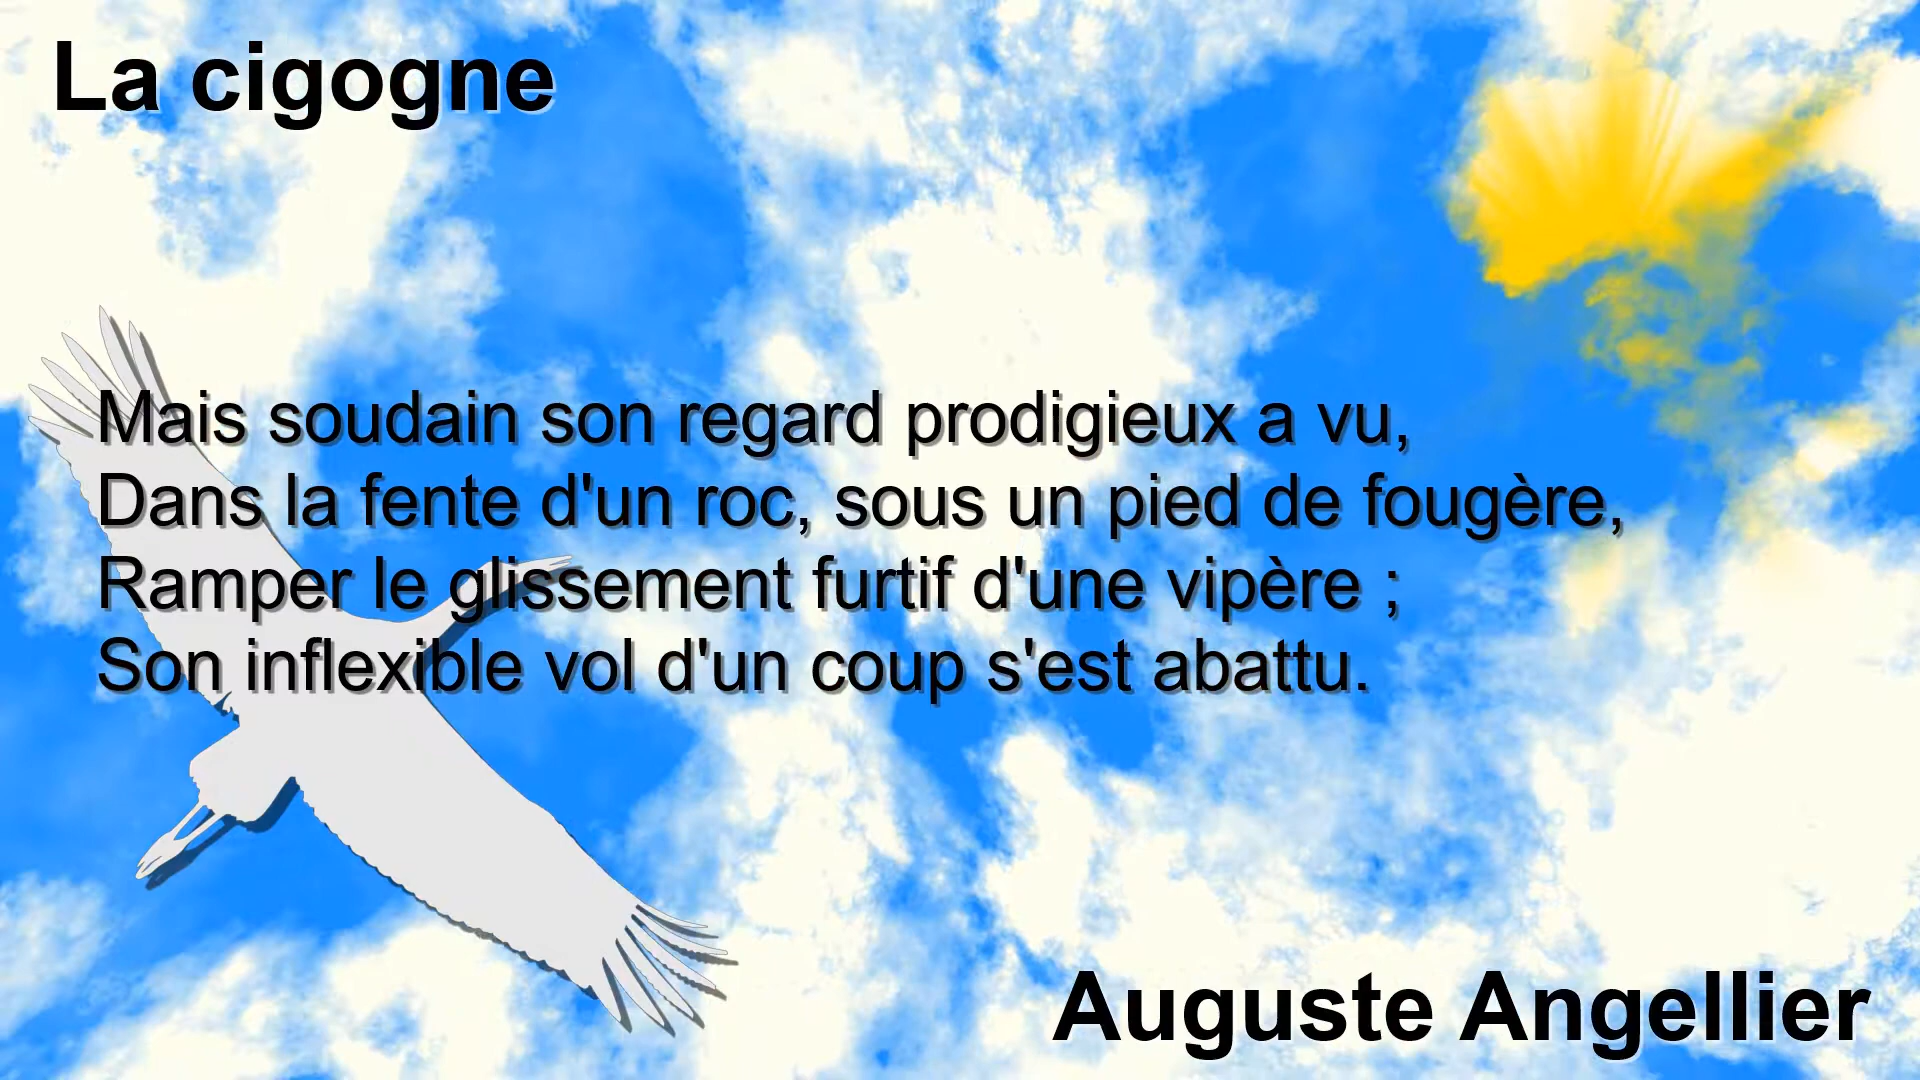 La cigogne
Mais soudain son regard prodigieux a vu,
Dans la fente d'un roc, sous un pied de fougère,
Ramper le glissement furtif d'une vipère ;
Son inflexible vol d'un coup s'est abattu.
Auguste Angellier